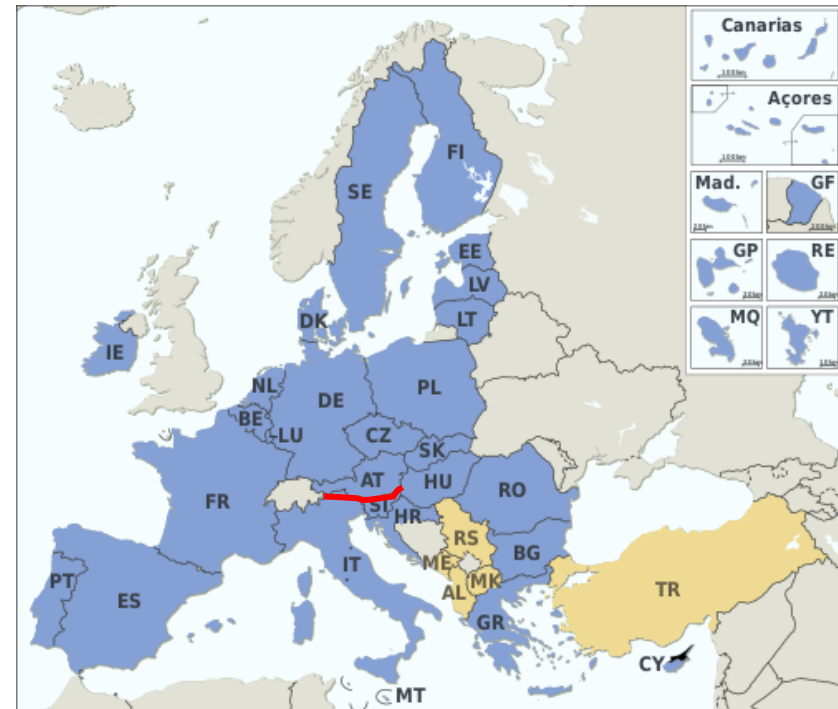 Canarias
Açores
FI
SE
Mad.
GF
EE
GP
RE
LV
DK
LT
MQ
YT
IE
NL
DE
PL
BE
LU
CZ
SK
AT
HU
FR
RO
SI
HR
RS
BG
IT
ME
MK
PT
ES
TR
AL
GR
CY
MT